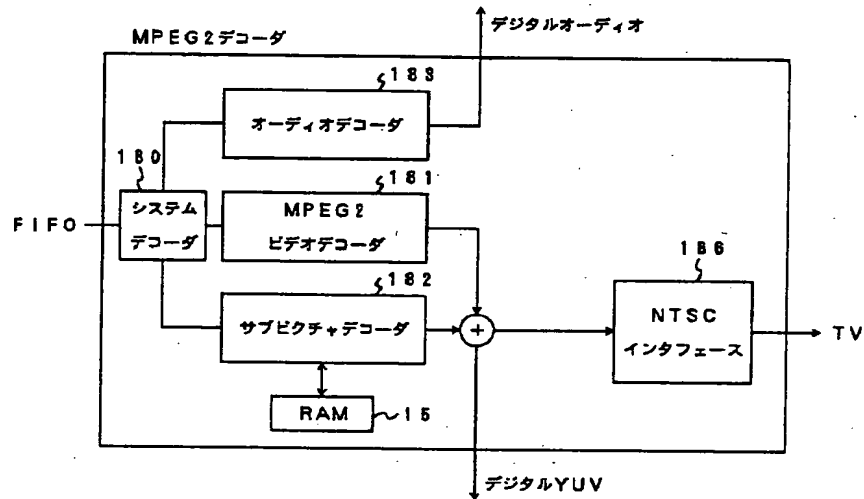 デジタルオーディオ
MPEG2デコーダ
183
オーディオデコーダ
180
181
FIFO
システム
デコーダ
MPEG2
ビデオデコーダ
182
186
サブピクチャデコーダ
+
NTSC
インタフェース
TV
RAM
15
デジタルYUV